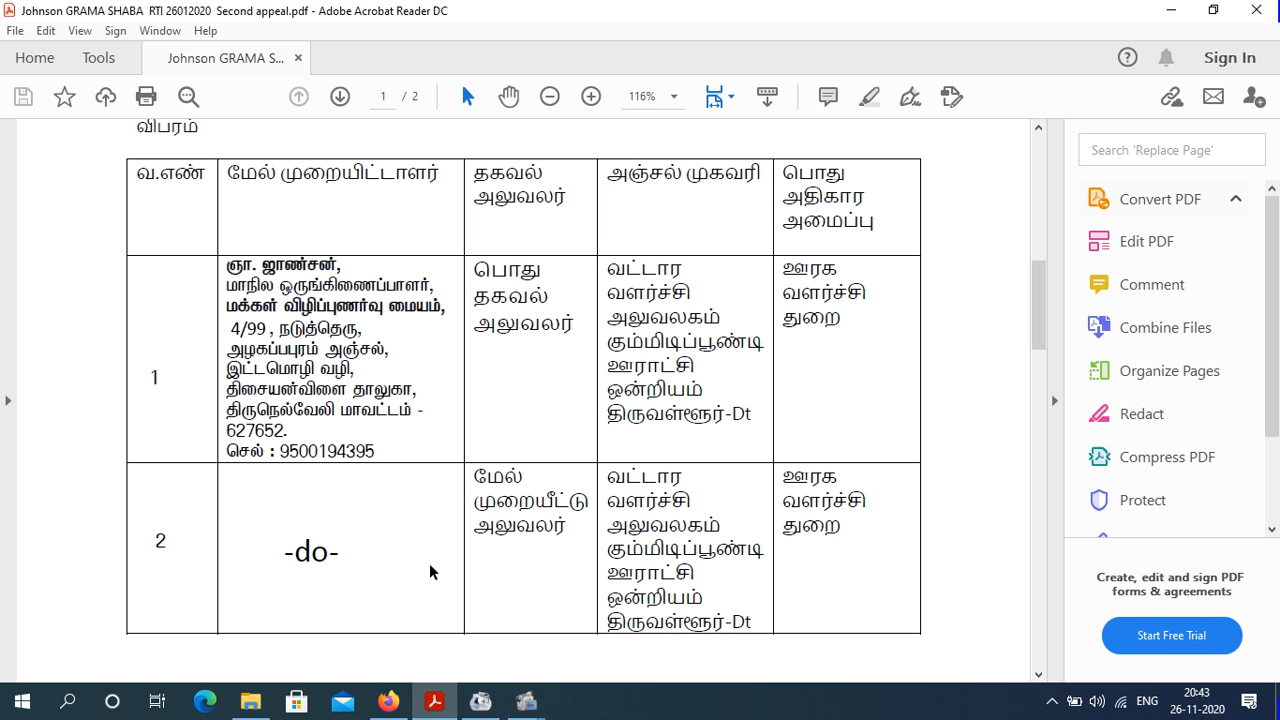 Johnson GRAMA SHABA RTI 26012020 Second appeal.pdf - Adobe Acrobat Reader DC
File Edit View Sign Window Help
Home Tools Johnson GRAMA S... × Sign In
1 / 2 116%
விபரம்
வ.எண் மேல் முறையிட்டாளர் தகவல் அலுவலர் அஞ்சல் முகவரி பொது அதிகார அமைப்பு
1
ஞா. ஜாண்சன்,
மாநில ஒருங்கிணைப்பாளர்,
மக்கள் விழிப்புணர்வு மையம்,
4/99 , நடுத்தெரு,
அழகப்பபுரம் அஞ்சல்,
இட்டமொழி வழி,
திசையன்விளை தாலுகா,
திருநெல்வேலி மாவட்டம் -
627652.
செல் : 9500194395
பொது
தகவல்
அலுவலர்
வட்டார
வளர்ச்சி
அலுவலகம்
கும்மிடிப்பூண்டி
ஊராட்சி
ஒன்றியம்
திருவள்ளூர்-Dt
ஊரக
வளர்ச்சி
துறை
2
-do-
மேல்
முறையீட்டு
அலுவலர்
வட்டார
வளர்ச்சி
அலுவலகம்
கும்மிடிப்பூண்டி
ஊராட்சி
ஒன்றியம்
திருவள்ளூர்-Dt
ஊரக
வளர்ச்சி
துறை
Search 'Replace Page'
Convert PDF
Edit PDF
Comment
Combine Files
Organize Pages
Redact
Compress PDF
Protect
Create, edit and sign PDF
forms & agreements
Start Free Trial
ENG
20:43
26-11-2020